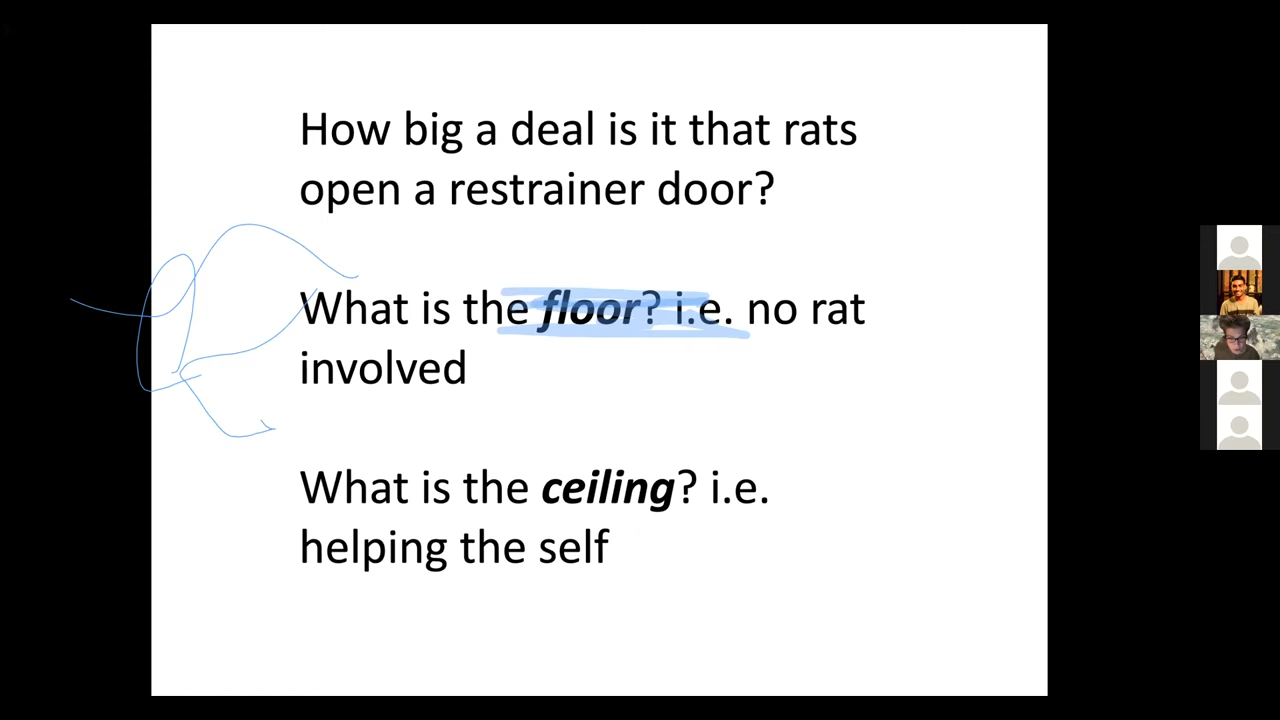 How big a deal is it that rats
open a restrainer door?
What is the floor? i.e. no rat
involved
What is the ceiling? i.e.
helping the self